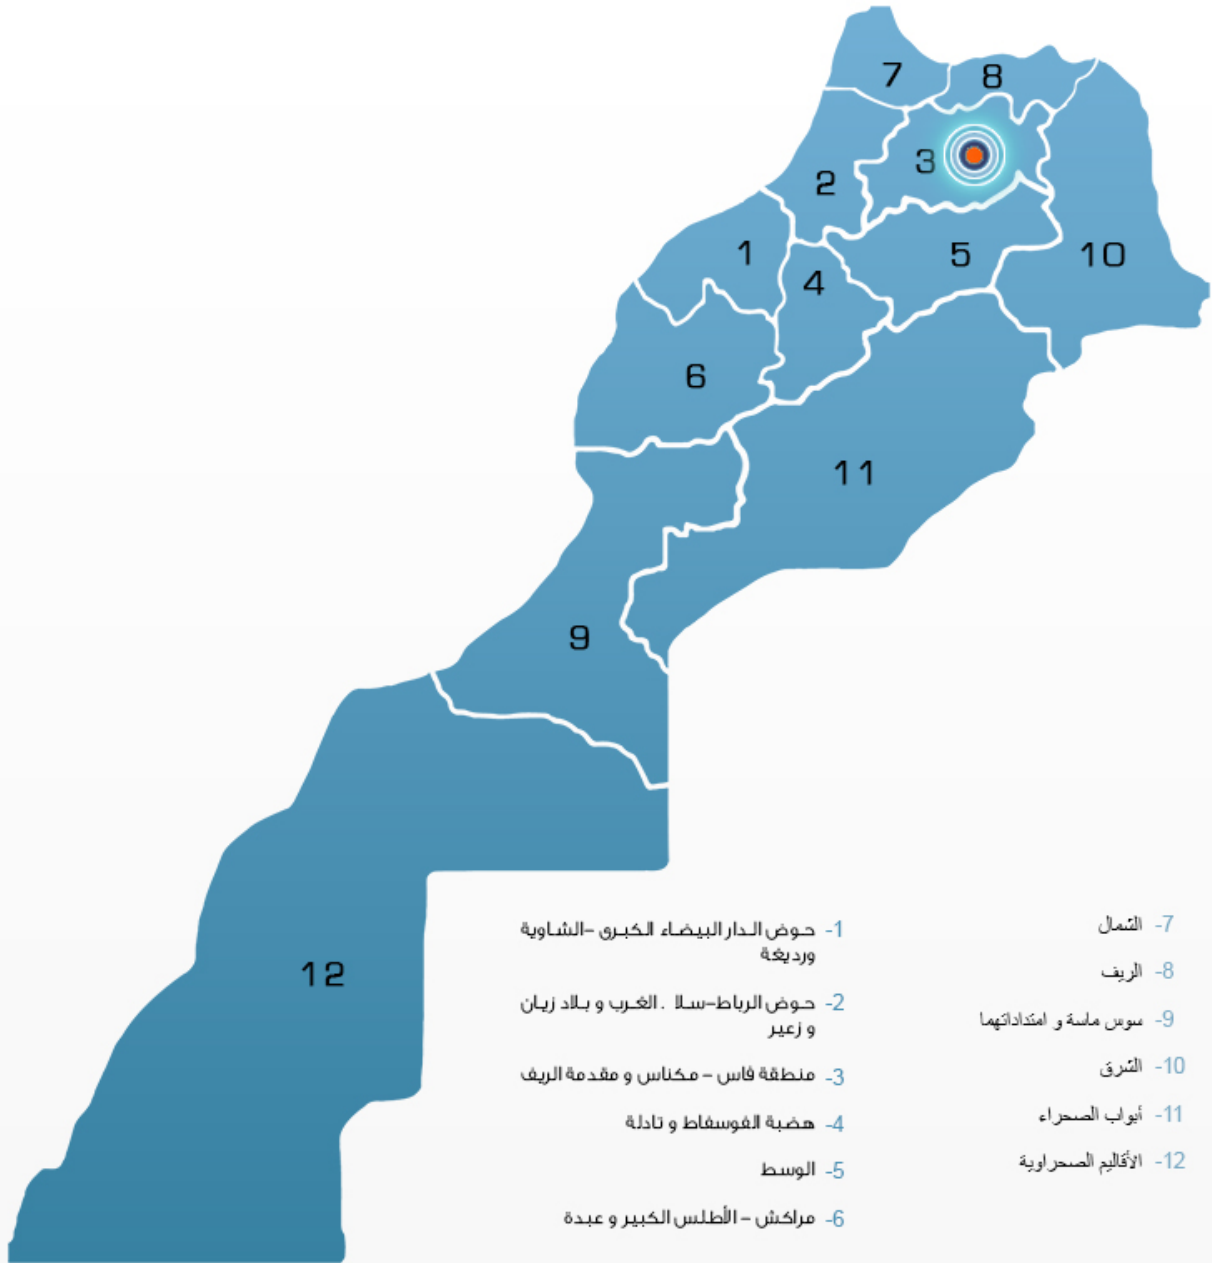 7
8
3
2
1
5
10
4
6
11
9
12
1- حوض الدار البيضاء الكبرى –الشاوية
ورديغة
2- حوض الرباط–سلا . الغرب و بلاد زيان
و زعير
3- منطقة فاس – مكناس و مقدمة الريف
4- هضبة الفوسفاط و تادلة
5- الوسط
6- مراكش – الأطلس الكبير و عبدة
7- الشمال
8- الريف
9- سوس ماسة و امتداداتهما
10- الشرق
11- أبواب الصحراء
12- الأقاليم الصحراوية